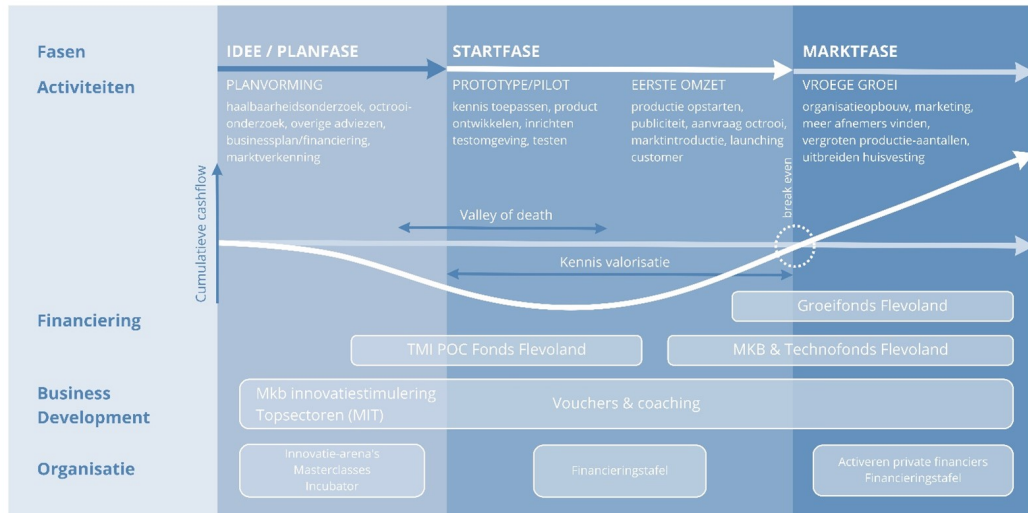 Fasen
IDEE / PLANFASE
STARTFASE
MARKTFASE
Activiteiten
PLANVORMING
haalbaarheidsonderzoek, octrooi-
onderzoek, overige adviezen,
businessplan/financiering,
marktverkenning
PROTOTYPE/PILOT
kennis toepassen, product
ontwikkelen, inrichten
testomgeving, testen
EERSTE OMZET
productie opstarten,
publiciteit, aanvraag octrooi,
marktintroductie, launching
customer
VROEGE GROEI
organisatieopbouw, marketing,
meer afnemers vinden,
vergroten productie-aantallen,
uitbreiden huisvesting
Cumulatieve cashflow
Valley of death
break even
Kennis valorisatie
Financiering
Groeifonds Flevoland
TMI POC Fonds Flevoland
MKB & Technofonds Flevoland
Business
Development
Mkb innovatiestimulering
Topsectoren (MIT)
Vouchers & coaching
Organisatie
Innovatie-arena's
Masterclasses
Incubator
Financieringstafel
Activeren private financiers
Financieringstafel